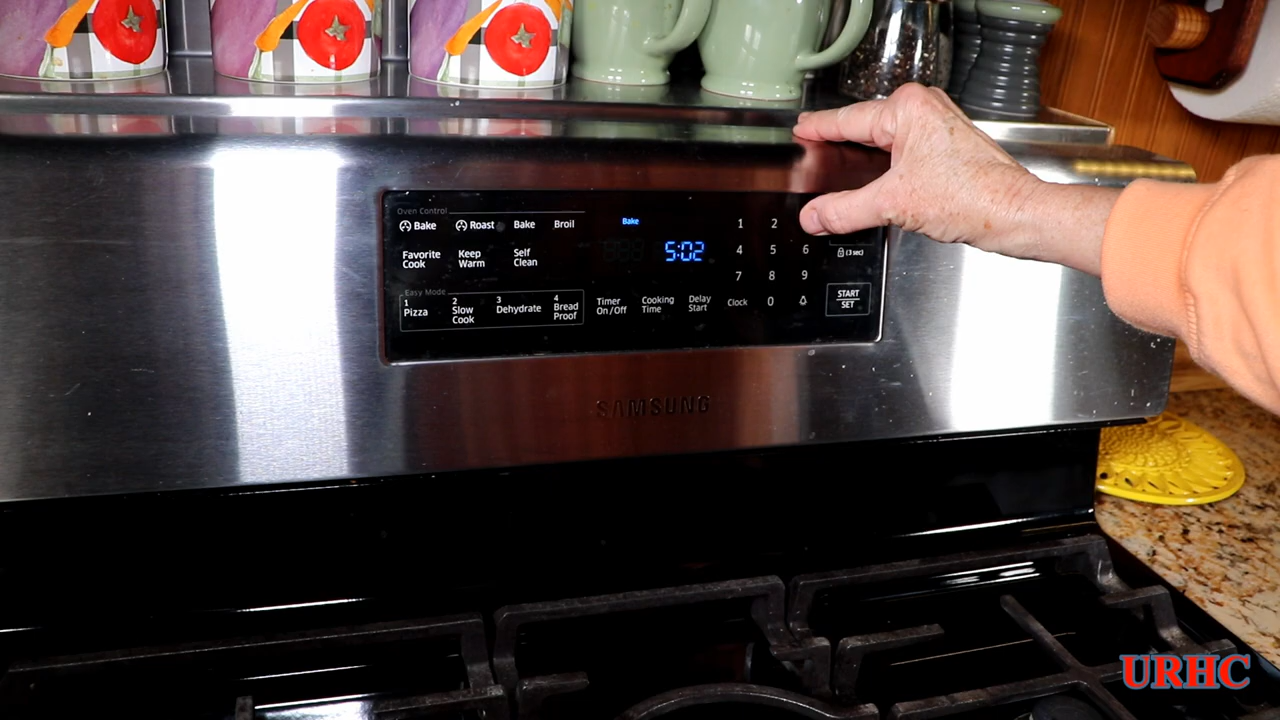 Oven Control
Bake Roast Bake Broil
Favorite Cook
Keep Warm
Self Clean
Easy Mode
1 Pizza
2 Slow Cook
3 Dehydrate
4 Bread Proof
Bake
5:02
Timer On/Off
Cooking Time
Delay Start
Clock
1 2
4 5 6
7 8 9
0
(3 sec)
START SET
SAMSUNG
URHC